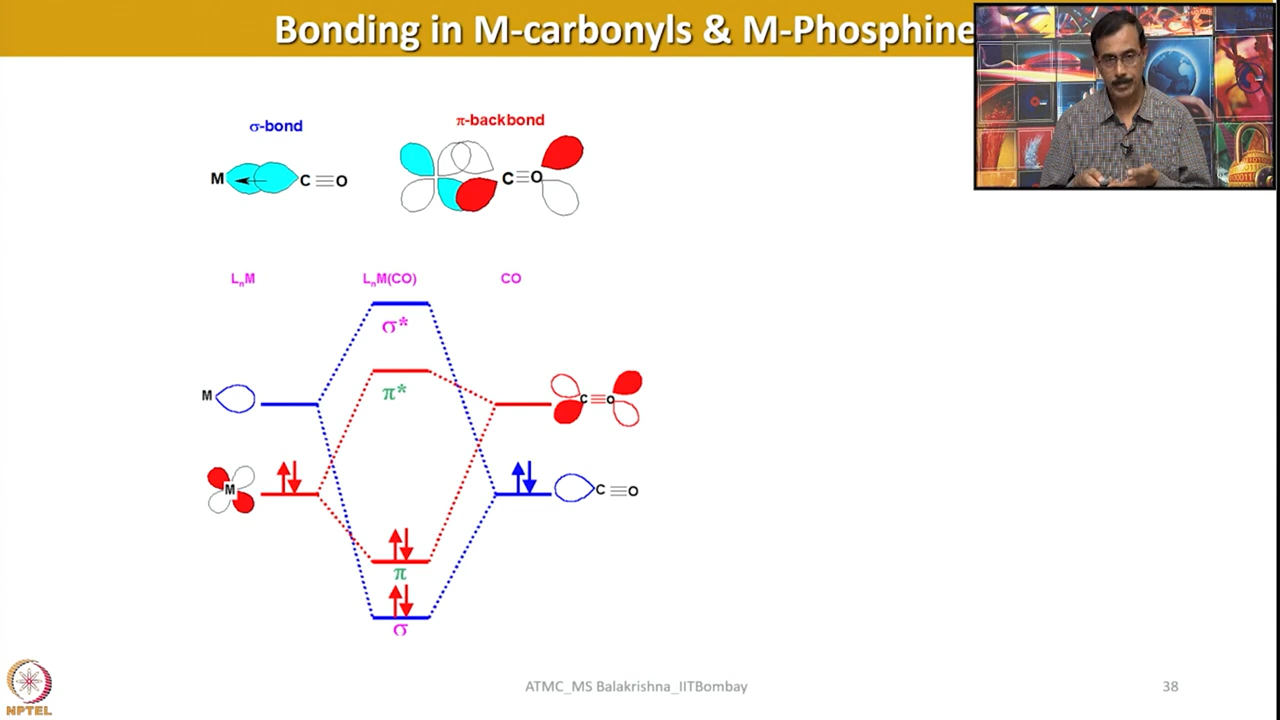 Bonding in M-carbonyls & M-Phosphine
σ-bond
π-backbond
M C≡O
C≡O
LnM LnM(CO) CO
σ*
M
π*
C≡O
M
C≡O
π
σ
NPTEL
ATMC_MS Balakrishna_IITBombay
38